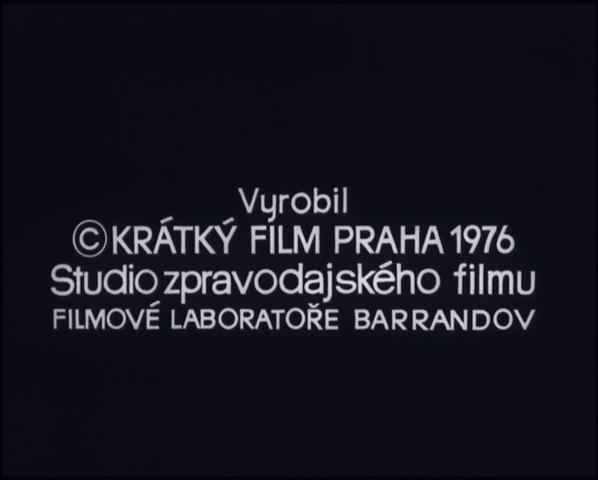 Vyrobil
© KRÁTKÝ FILM PRAHA 1976
Studio zpravodajského filmu
FILMOVÉ LABORATOŘE BARRANDOV